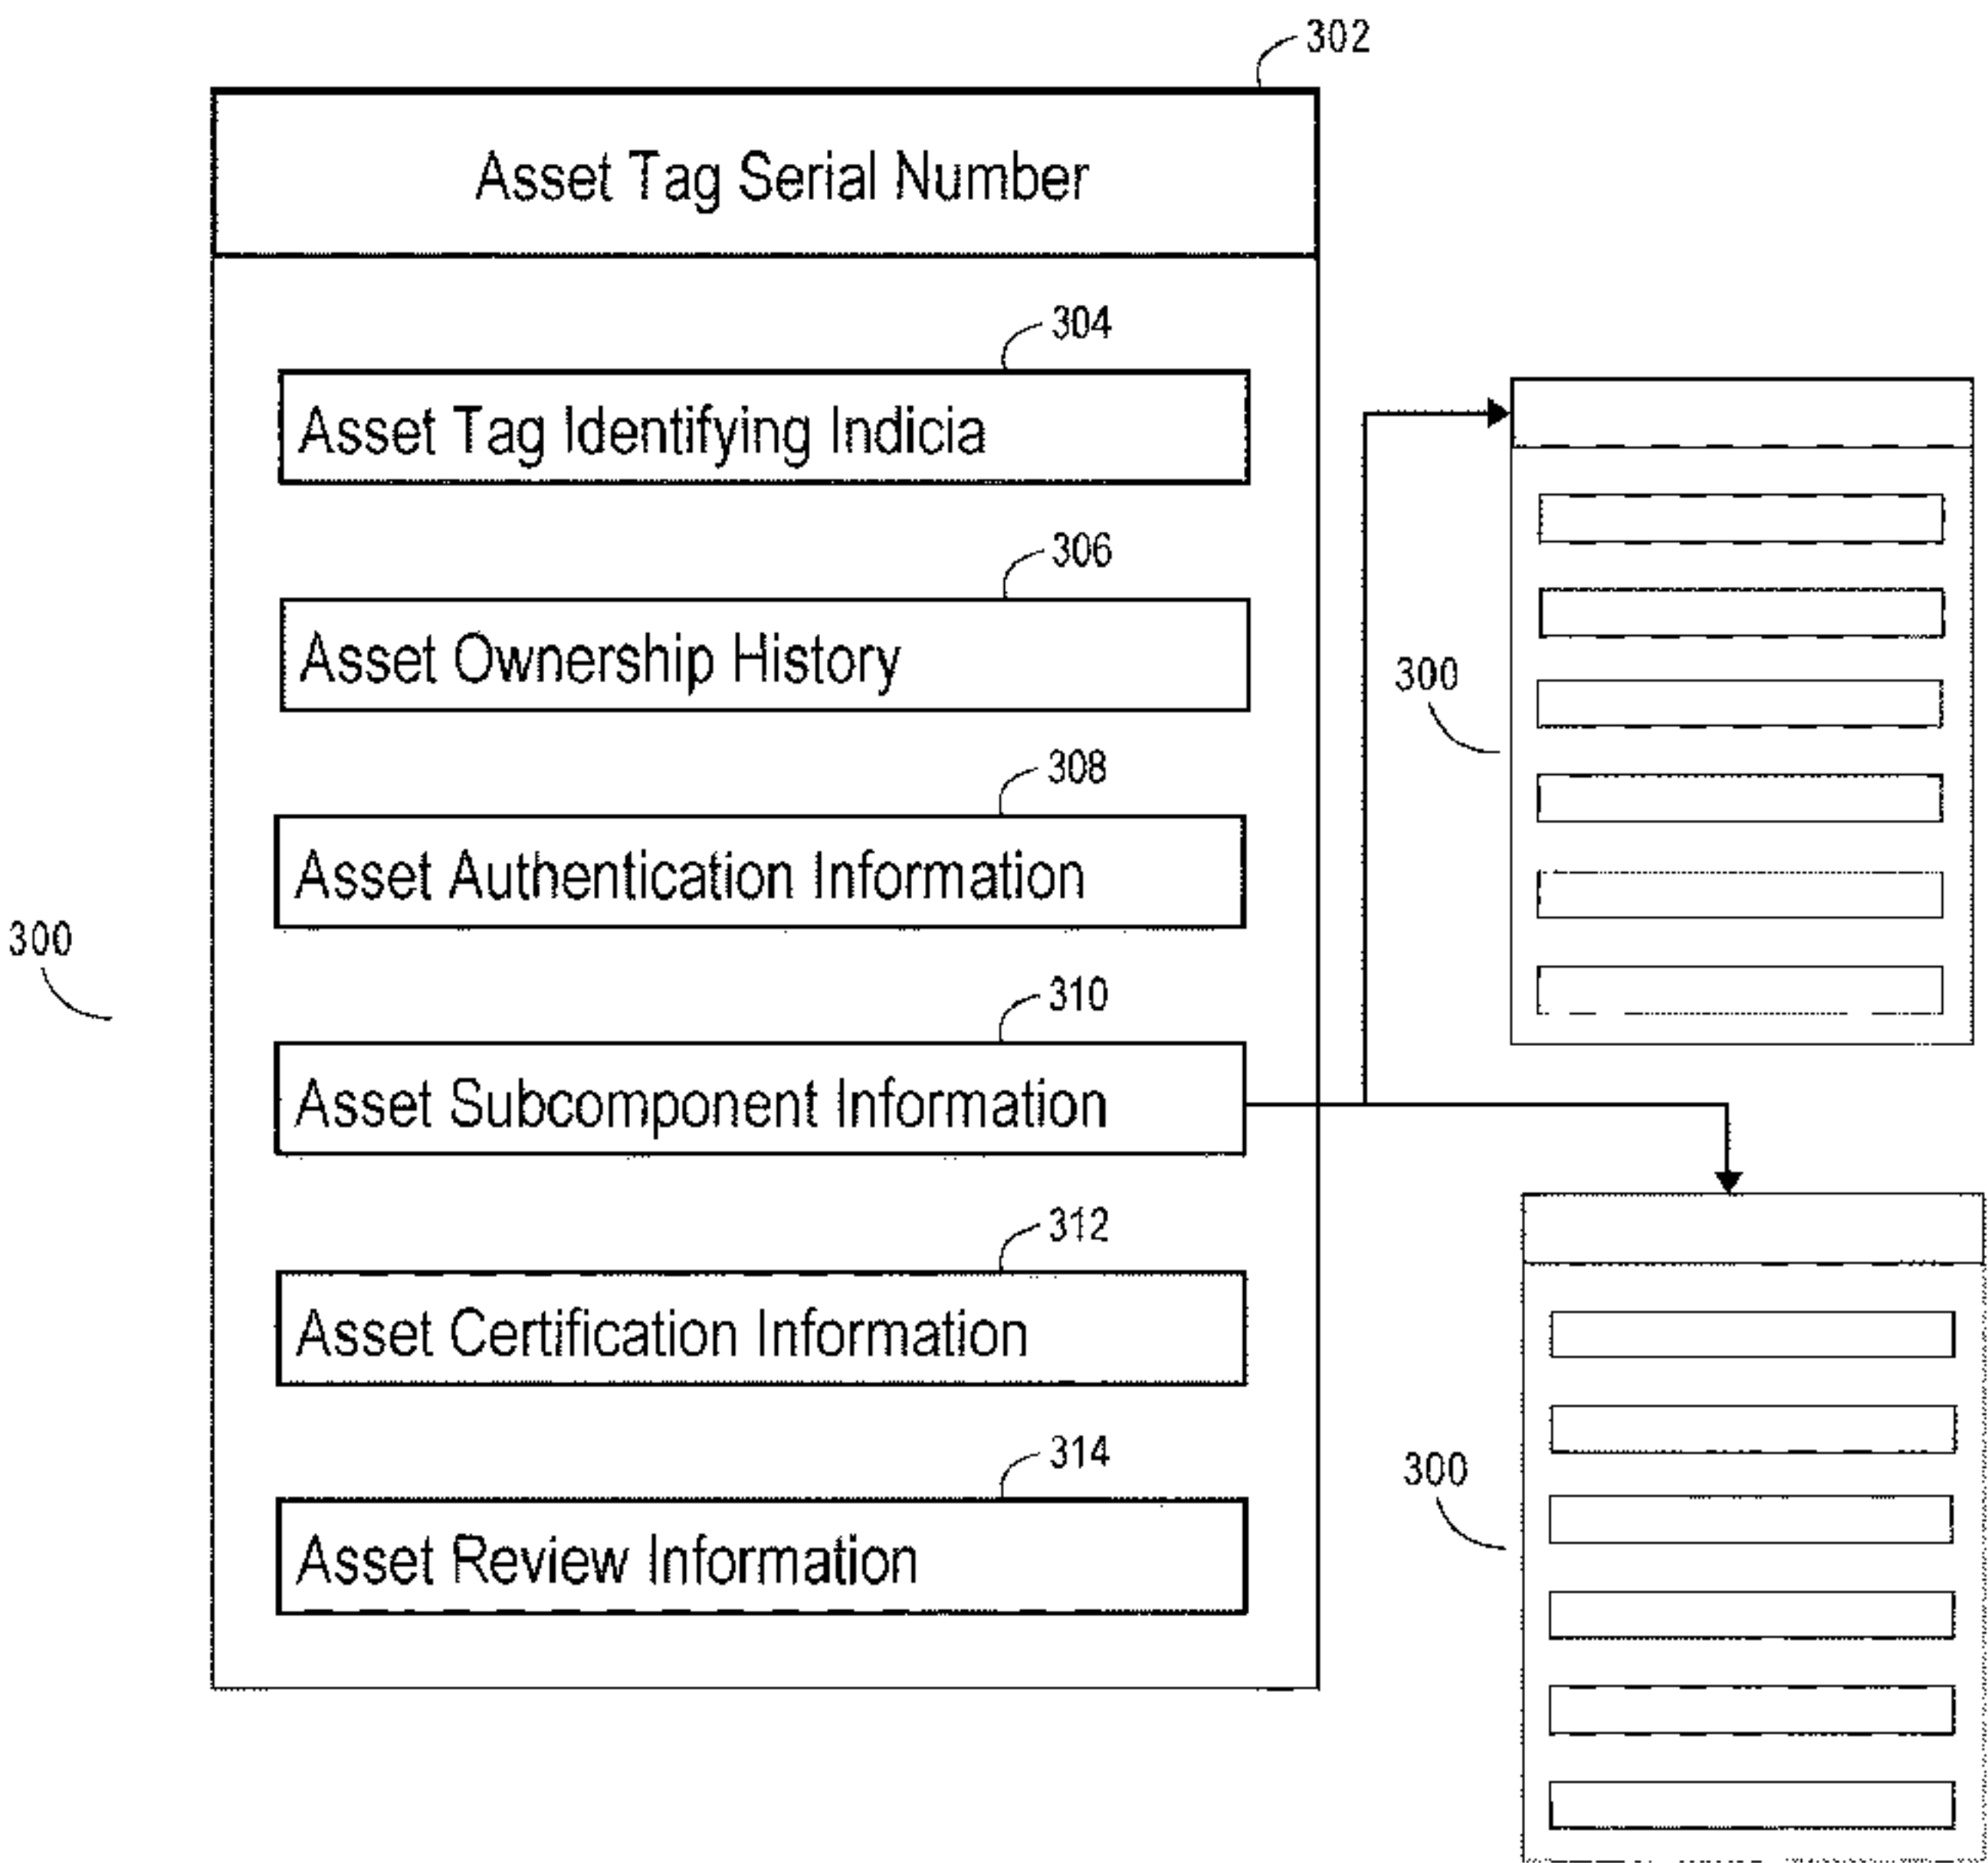 302
Asset Tag Serial Number
304
Asset Tag Identifying Indicia
306
Asset Ownership History
300
308
Asset Authentication Information
300
310
Asset Subcomponent Information
312
Asset Certification Information
314
300
Asset Review Information